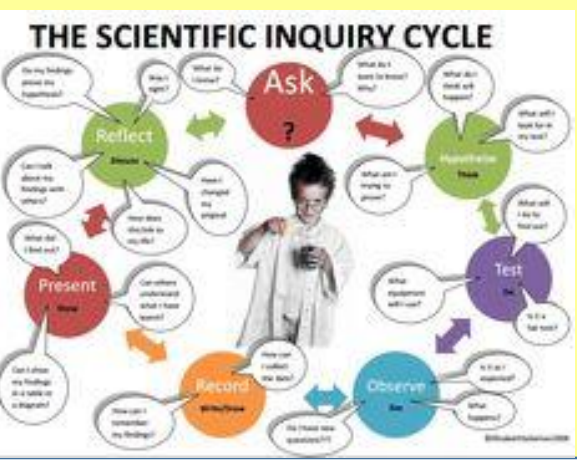 THE SCIENTIFIC INQUIRY CYCLE
Ask
?
What do
I know?
What do I
want to know?
Why?
Hypothesise
Think
What do I
think will
happen?
What will I
look for in
my test?
What am I
trying to
prove?
Test
Do
What will
I do to
find out?
What
equipment
will I use?
Is it a
fair test?
Observe
See
Is it as I
expected?
What
happens?
Do I have new
questions???
Record
Write/Draw
How can
I collect
the data?
How can I
remember
my findings?
Present
Show
What did
I find out?
Can others
understand
what I have
learnt?
Can I show
my findings
in a table or
a diagram?
Reflect
Do my findings
prove my
hypothesis?
Was I
right?
Can I talk
about my
findings with
others?
How does
this link to
my life?
Have I
changed
my
original